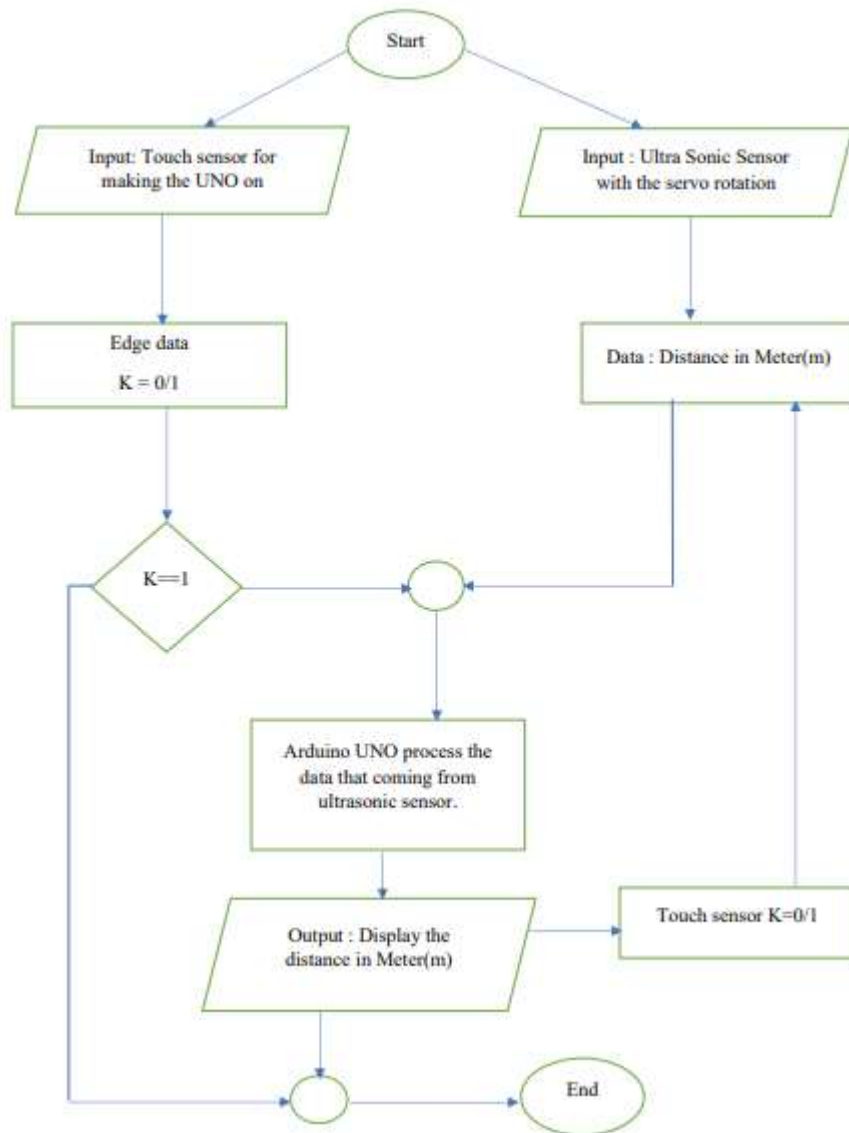 Start
Input: Touch sensor for
making the UNO on
Input : Ultra Sonic Sensor
with the servo rotation
Edge data
K = 0/1
Data : Distance in Meter(m)
K==1
Arduino UNO process the
data that coming from
ultrasonic sensor.
Touch sensor K=0/1
Output : Display the
distance in Meter(m)
End